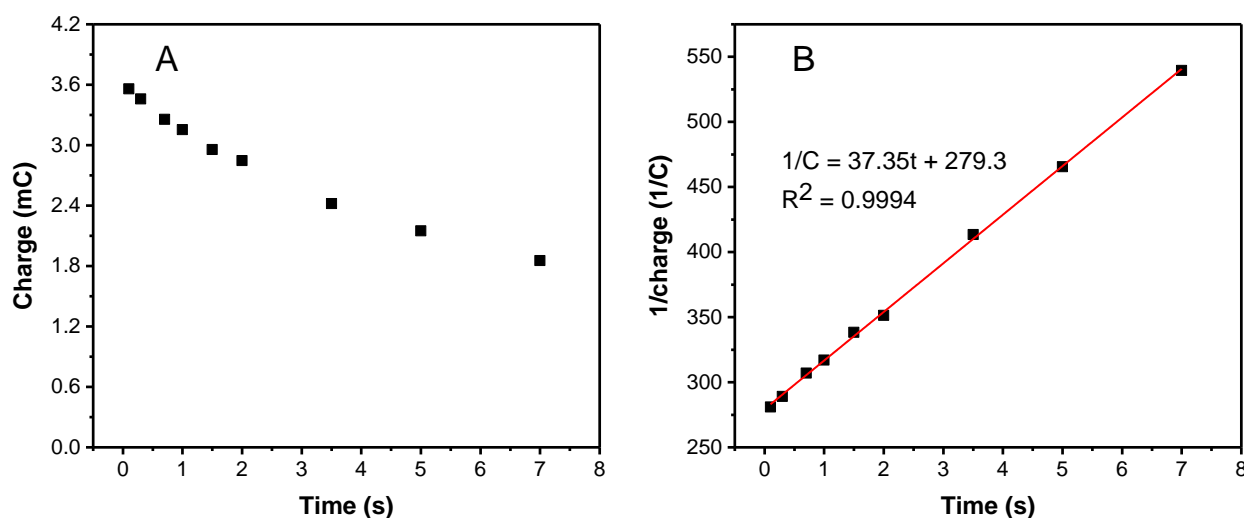 A
4.2
3.6
3.0
2.4
1.8
1.2
0.6
0.0
Charge (mC)
0 1 2 3 4 5 6 7 8
Time (s)
B
1/C = 37.35t + 279.3
R² = 0.9994
550
500
450
400
350
300
250
1/charge (1/C)
0 1 2 3 4 5 6 7 8
Time (s)